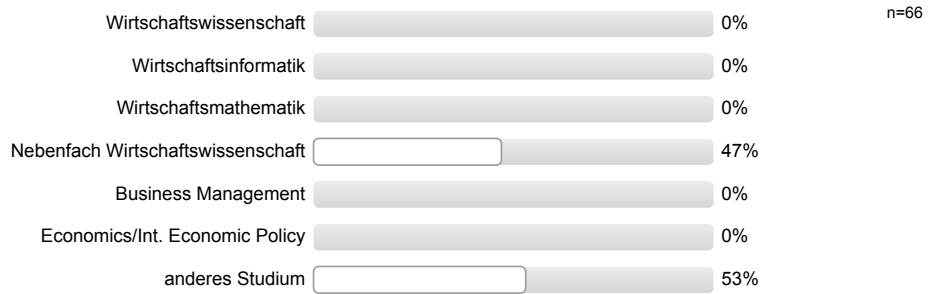 n=66
Wirtschaftswissenschaft 0%
Wirtschaftsinformatik 0%
Wirtschaftsmathematik 0%
Nebenfach Wirtschaftswissenschaft 47%
Business Management 0%
Economics/Int. Economic Policy 0%
anderes Studium 53%